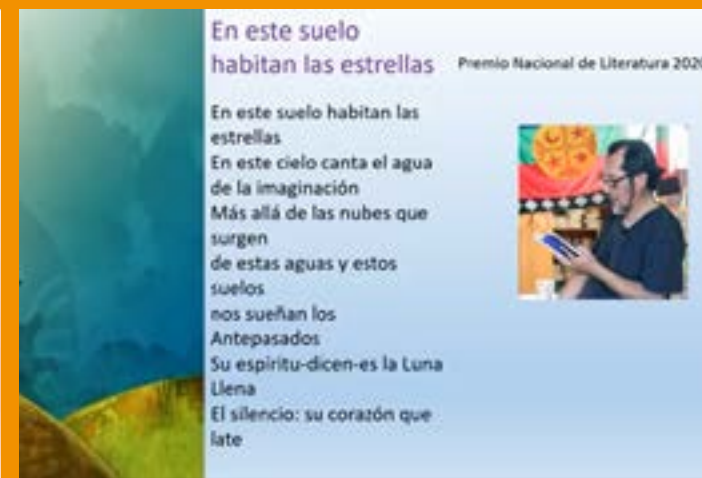 En este suelo
habitan las estrellas
Premio Nacional de Literatura 2020
En este suelo habitan las
estrellas
En este cielo canta el agua
de la imaginación
Más allá de las nubes que
surgen
de estas aguas y estos
suelos
nos sueñan los
Antepasados
Su espiritu-dicen-es la Luna
Llena
El silencio: su corazón que
late